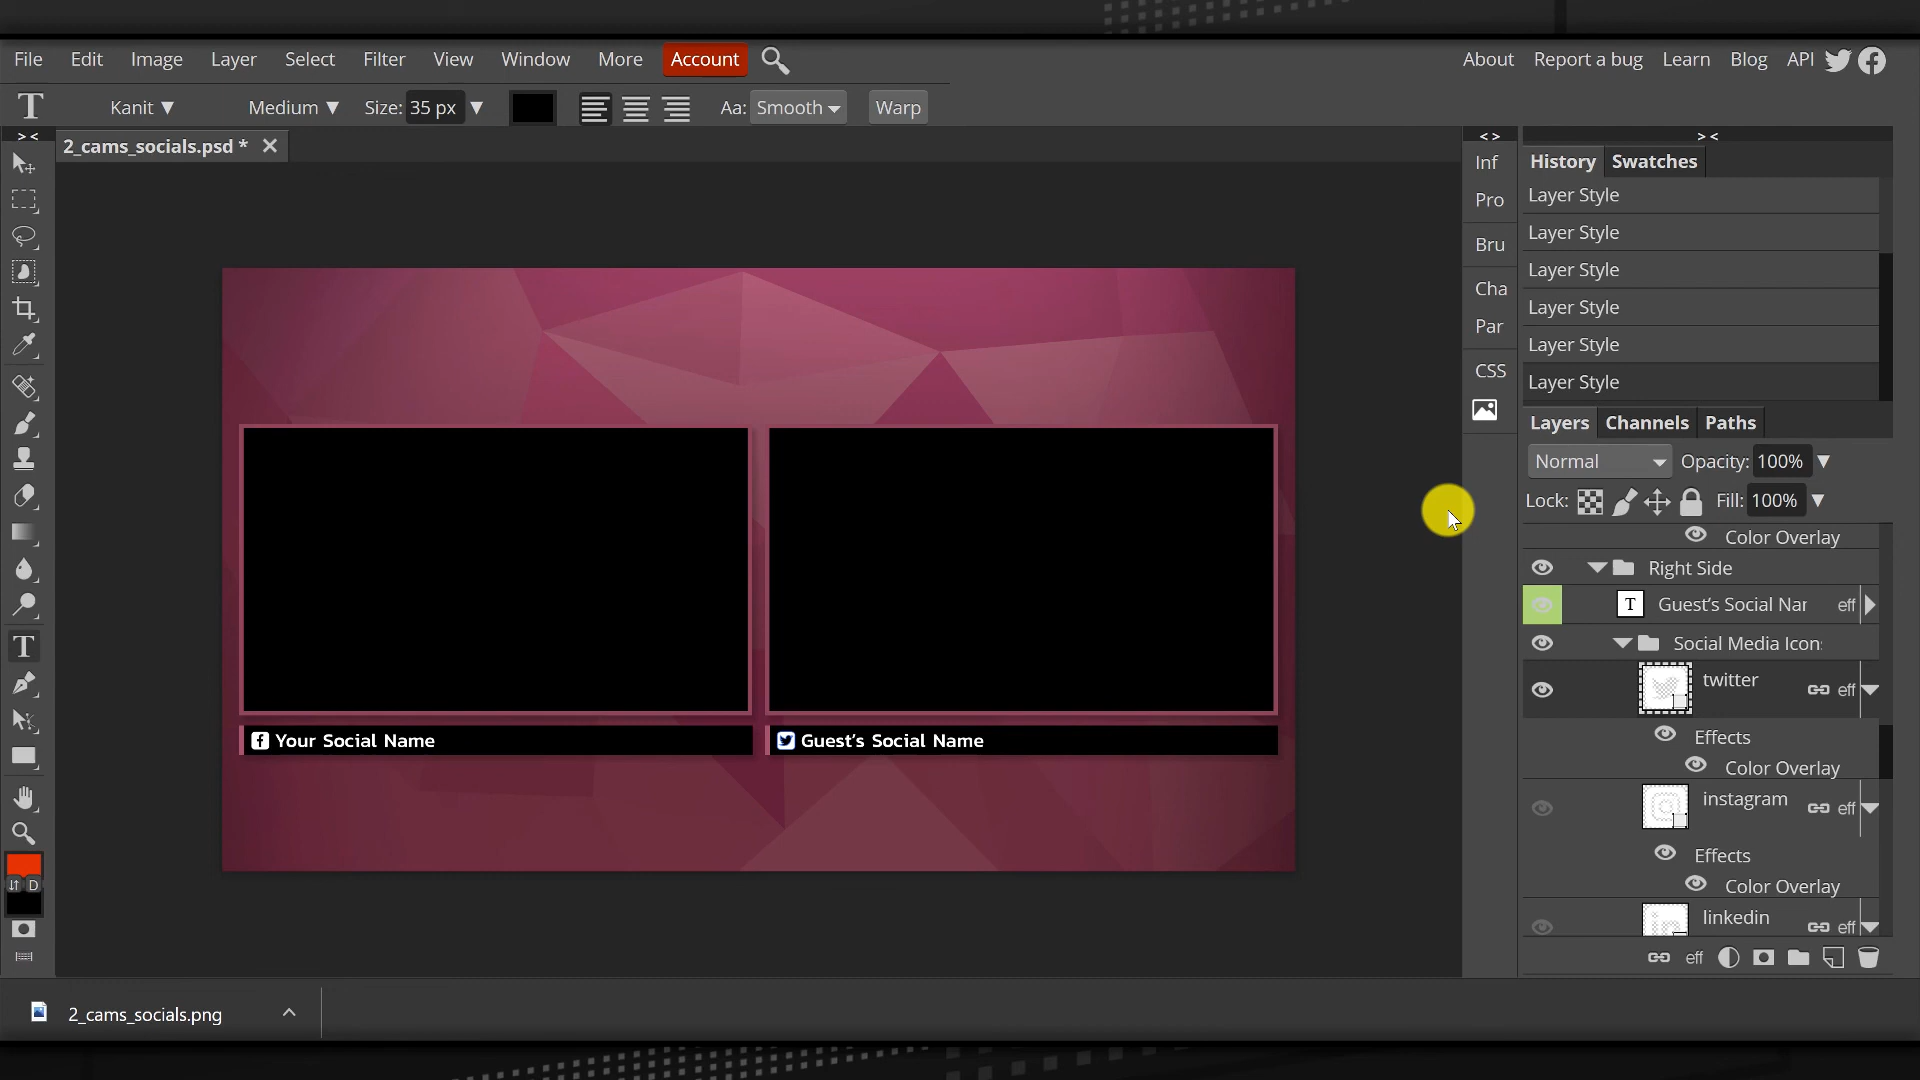 File Edit Image Layer Select Filter View Window More Account About Report a bug Learn Blog API
T Kanit Medium Size: 35 px Aa: Smooth Warp
> < < > > <
2_cams_socials.psd *
Inf
Pro
Bru
Cha
Par
CSS
History Swatches
Layer Style
Layer Style
Layer Style
Layer Style
Layer Style
Layer Style
Layers Channels Paths
Normal Opacity: 100%
Lock: Fill: 100%
Color Overlay
Right Side
T Guest's Social Nar eff
Social Media Icon
twitter eff
Effects
Color Overlay
instagram eff
Effects
Color Overlay
linkedin eff
eff
Your Social Name
Guest's Social Name
T
D
2_cams_socials.png